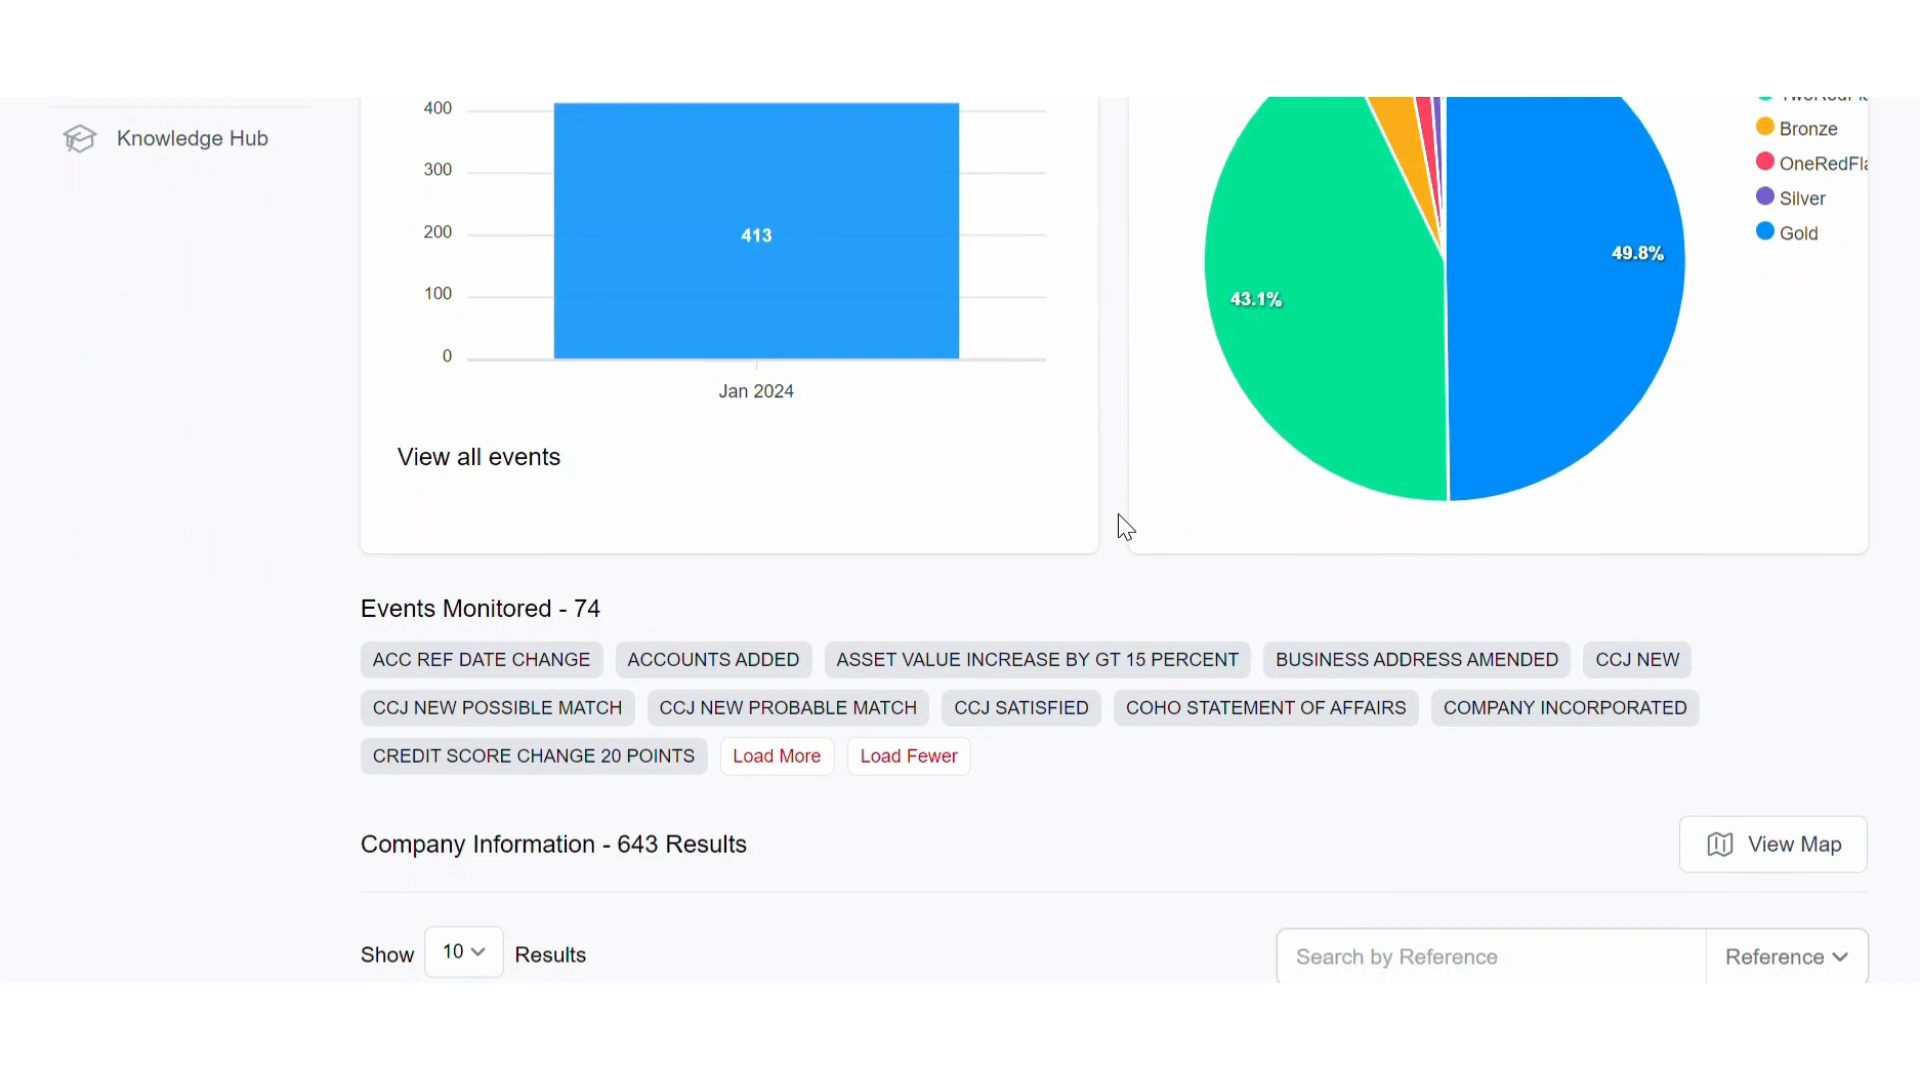 Knowledge Hub
400
300
200
100
0
413
Jan 2024
View all events
49.8%
43.1%
Bronze
OneRedFla
Silver
Gold
Events Monitored - 74
ACC REF DATE CHANGE ACCOUNTS ADDED ASSET VALUE INCREASE BY GT 15 PERCENT BUSINESS ADDRESS AMENDED CCJ NEW
CCJ NEW POSSIBLE MATCH CCJ NEW PROBABLE MATCH CCJ SATISFIED COHO STATEMENT OF AFFAIRS COMPANY INCORPORATED
CREDIT SCORE CHANGE 20 POINTS Load More Load Fewer
Company Information - 643 Results
View Map
Show 10 Results
Search by Reference Reference